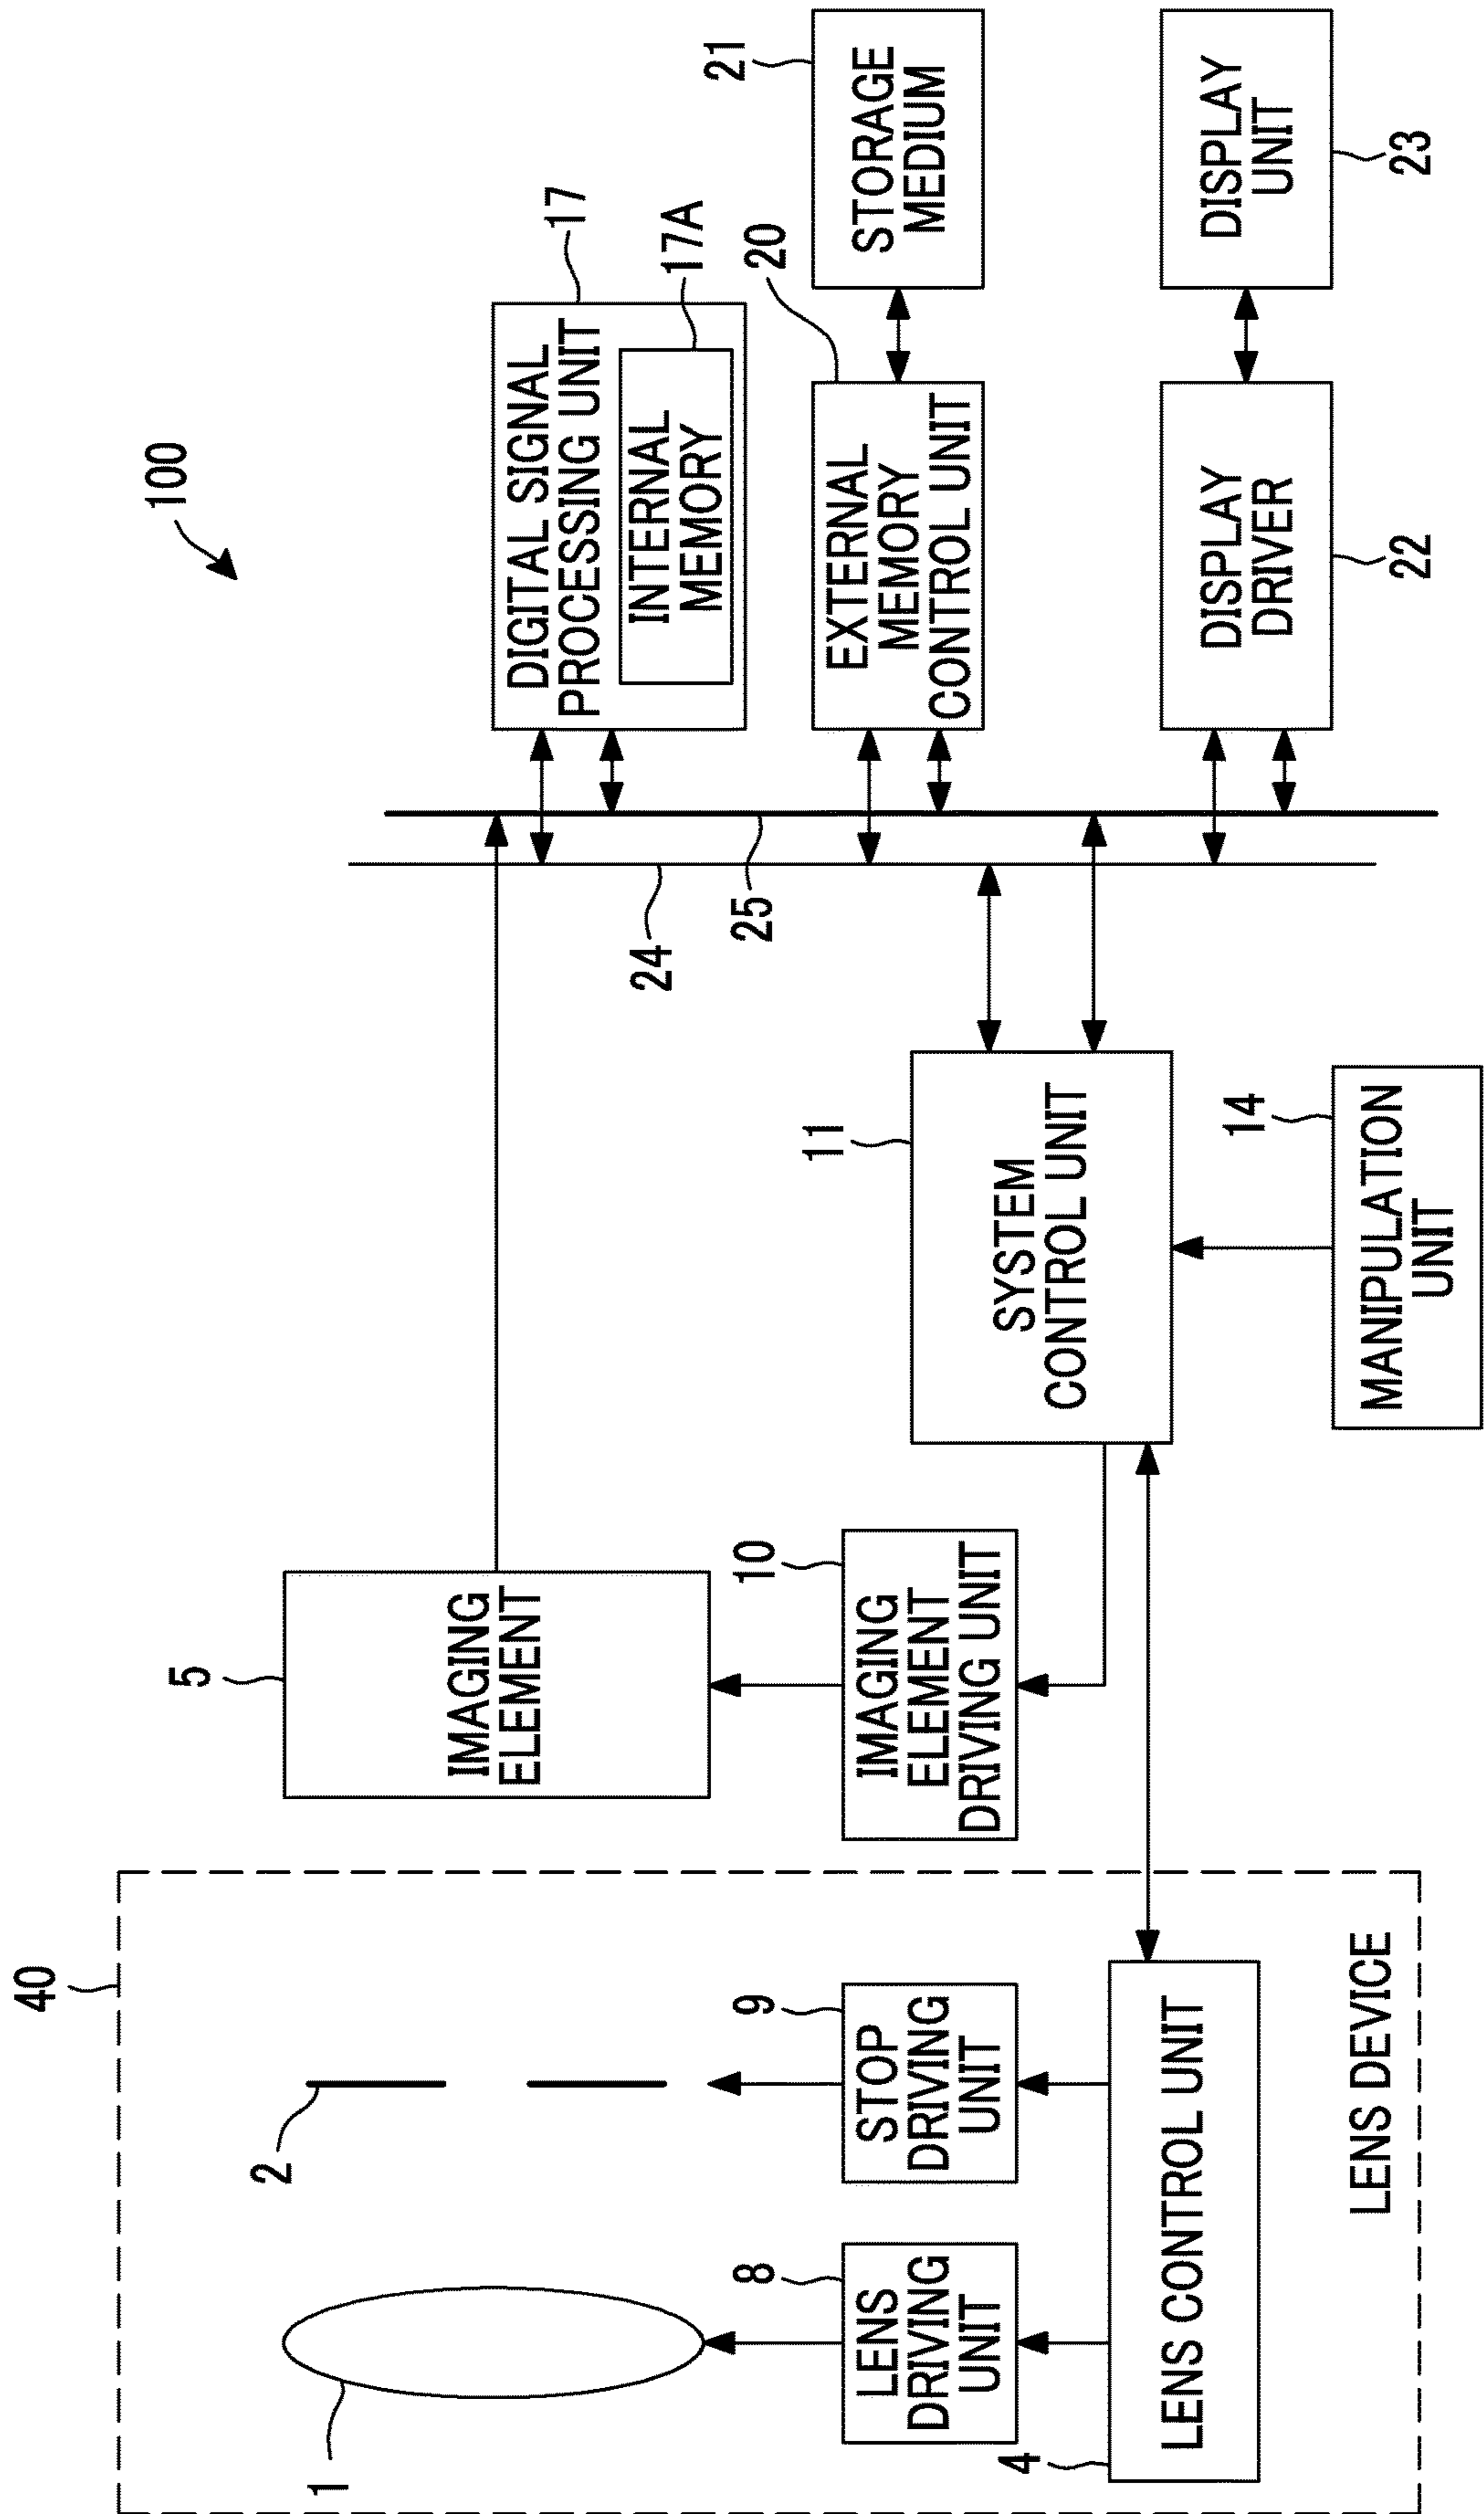 100
40
1
2
LENS
DRIVING
UNIT
8
STOP
DRIVING
UNIT
9
LENS CONTROL UNIT
4
LENS DEVICE
5
IMAGING
ELEMENT
10
IMAGING
ELEMENT
DRIVING UNIT
11
SYSTEM
CONTROL UNIT
14
MANIPULATION
UNIT
24
25
17
DIGITAL SIGNAL
PROCESSING UNIT
17A
INTERNAL
MEMORY
20
EXTERNAL
MEMORY
CONTROL UNIT
21
STORAGE
MEDIUM
DISPLAY
DRIVER
22
DISPLAY
UNIT
23